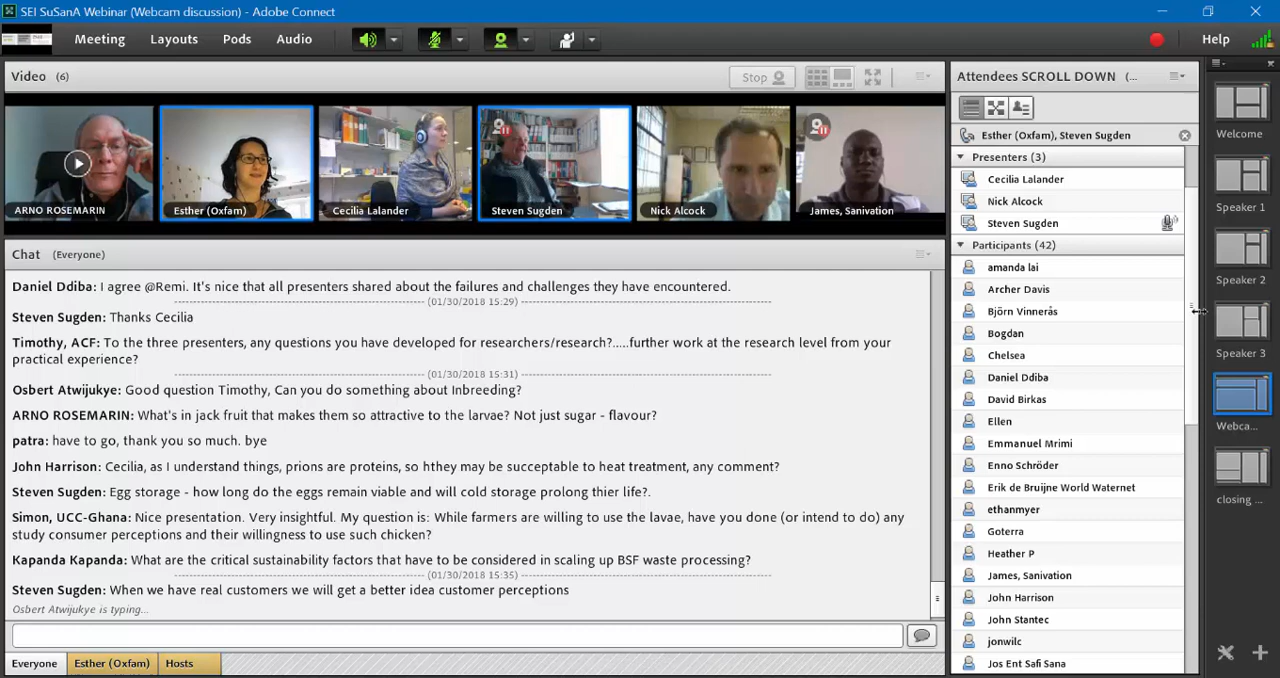 SEI SuSanA Webinar (Webcam discussion) - Adobe Connect
Meeting Layouts Pods Audio Help
Video (6)
Stop
ARNO ROSEMARIN
Esther (Oxfam)
Cecilia Lalander
Steven Sugden
Nick Alcock
James, Sanivation
Chat (Everyone)
Daniel Ddiba: I agree @Remi. It's nice that all presenters shared about the failures and challenges they have encountered.
(01/30/2018 15:29)
Steven Sugden: Thanks Cecilia
Timothy, ACF: To the three presenters, any questions you have developed for researchers/research?.....further work at the research level from your
practical experience?
(01/30/2018 15:31)
Osbert Atwijukye: Good question Timothy, Can you do something about Inbreeding?
ARNO ROSEMARIN: What's in jack fruit that makes them so attractive to the larvae? Not just sugar - flavour?
patra: have to go, thank you so much. bye
John Harrison: Cecilia, as I understand things, prions are proteins, so hthey may be succeptable to heat treatment, any comment?
Steven Sugden: Egg storage - how long do the eggs remain viable and will cold storage prolong thier life?.
Simon, UCC-Ghana: Nice presentation. Very insightful. My question is: While farmers are willing to use the lavae, have you done (or intend to do) any
study consumer perceptions and their willingness to use such chicken?
Kapanda Kapanda: What are the critical sustainability factors that have to be considered in scaling up BSF waste processing?
(01/30/2018 15:35)
Steven Sugden: When we have real customers we will get a better idea customer perceptions
Osbert Atwijukye is typing...
Everyone
Esther (Oxfam)
Hosts
Attendees SCROLL DOWN (...
Esther (Oxfam), Steven Sugden
Presenters (3)
Cecilia Lalander
Nick Alcock
Steven Sugden
Participants (42)
amanda lai
Archer Davis
Björn Vinnerås
Bogdan
Chelsea
Daniel Ddiba
David Birkas
Ellen
Emmanuel Mrimi
Enno Schröder
Erik de Bruijne World Waternet
ethanmyer
Goterra
Heather P
James, Sanivation
John Harrison
John Stantec
jonwilc
Jos Ent Safi Sana
Welcome
Speaker 1
Speaker 2
Speaker 3
Webca...
closing ...